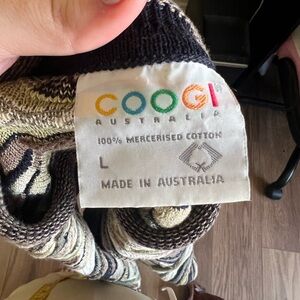 COOGI
AUSTRALIA
100% MERCERISED COTTON
L
MADE IN AUSTRALIA